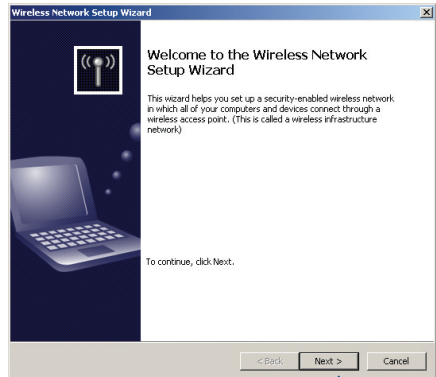 Wireless Network Setup Wizard
Welcome to the Wireless Network
Setup Wizard
This wizard helps you set up a security-enabled wireless network
in which all of your computers and devices connect through a
wireless access point. (This is called a wireless infrastructure
network)
To continue, click Next.
< Back Next > Cancel